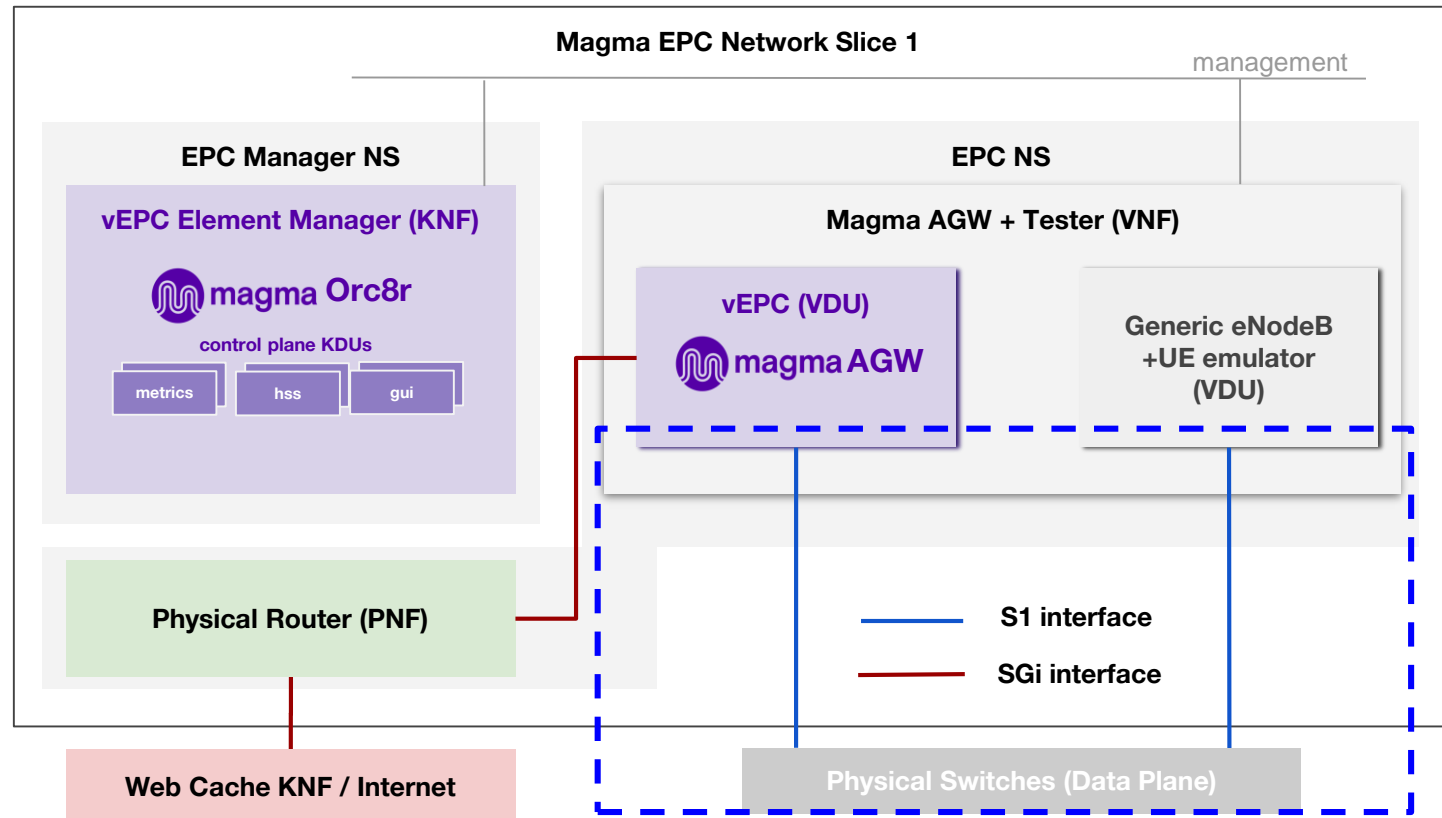 Magma EPC Network Slice 1
management
EPC Manager NS
vEPC Element Manager (KNF)
magma Orc8r
control plane KDUs
metrics
hss
gui
EPC NS
Magma AGW + Tester (VNF)
vEPC (VDU)
magma AGW
Generic eNodeB
+UE emulator
(VDU)
Physical Router (PNF)
S1 interface
SGi interface
Web Cache KNF / Internet
Physical Switches (Data Plane)